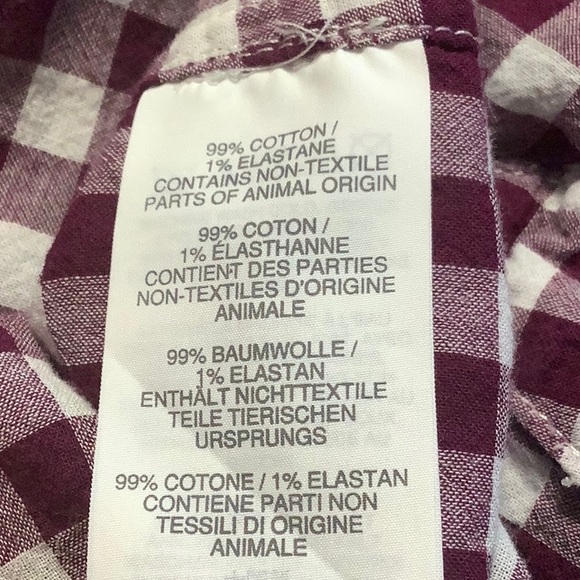 99% COTTON /
1% ELASTANE
CONTAINS NON-TEXTILE
PARTS OF ANIMAL ORIGIN
99% COTON /
1% ÉLASTHANNE
CONTIENT DES PARTIES
NON-TEXTILES D'ORIGINE
ANIMALE
99% BAUMWOLLE /
1% ELASTAN
ENTHÄLT NICHTTEXTILE
TEILE TIERISCHEN
URSPRUNGS
99% COTONE / 1% ELASTAN
CONTIENE PARTI NON
TESSILI DI ORIGINE
ANIMALE